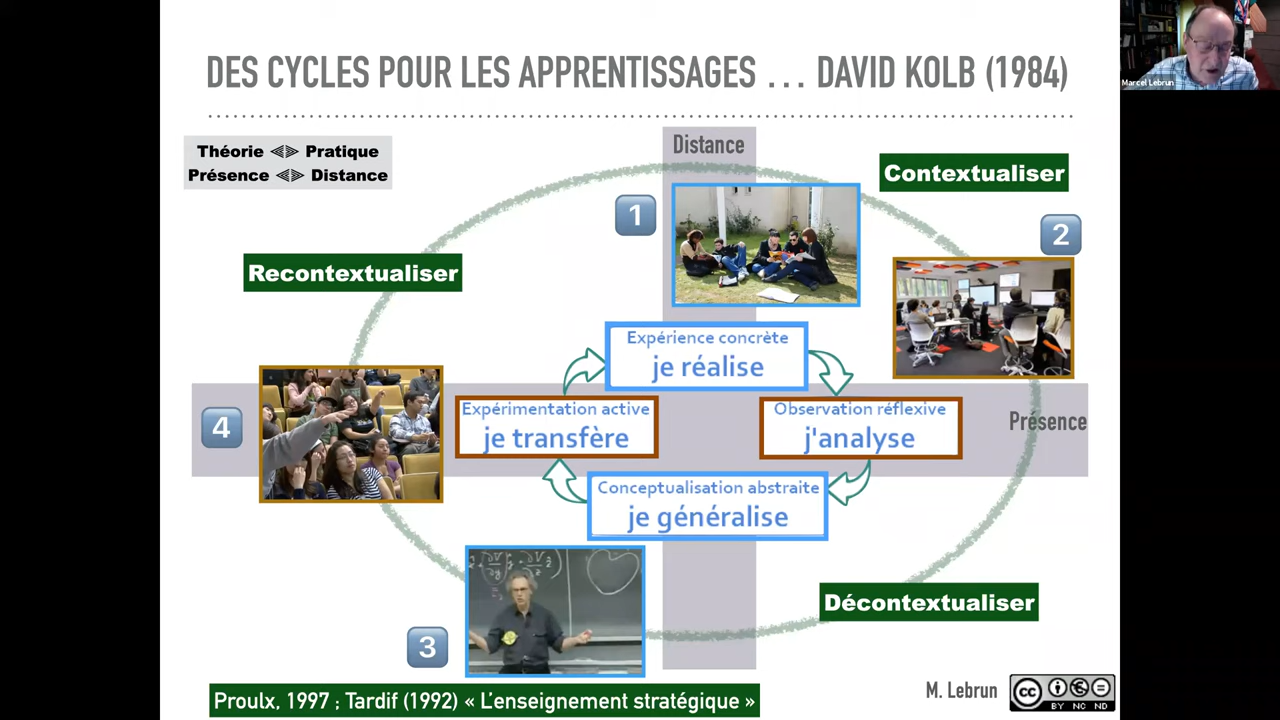 DES CYCLES POUR LES APPRENTISSAGES ... DAVID KOLB (1984)
Marcel Lebrun
Théorie Pratique
Présence Distance
Distance
Contextualiser
1
2
Recontextualiser
Expérience concrète
je réalise
Expérimentation active
je transfère
Observation réflexive
j'analyse
Présence
4
Conceptualisation abstraite
je généralise
Décontextualiser
3
Proulx, 1997 ; Tardif (1992) « L'enseignement stratégique »
M. Lebrun
cc
BY NC ND